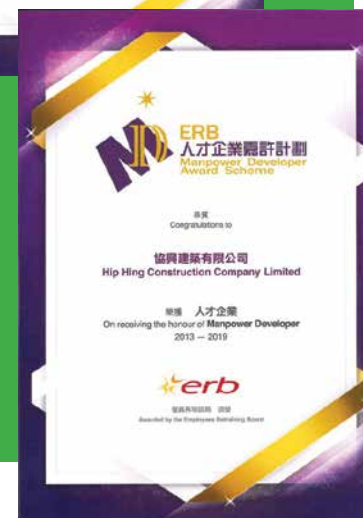 MD
ERB
人才企業嘉許計劃
Manpower Developer
Award Scheme
恭賀
Congratulations to
協興建築有限公司
Hip Hing Construction Company Limited
榮獲 人才企業
On receiving the honour of Manpower Developer
2013 — 2019
erb
僱員再培訓局 頒發
Awarded by the Employees Retraining Board